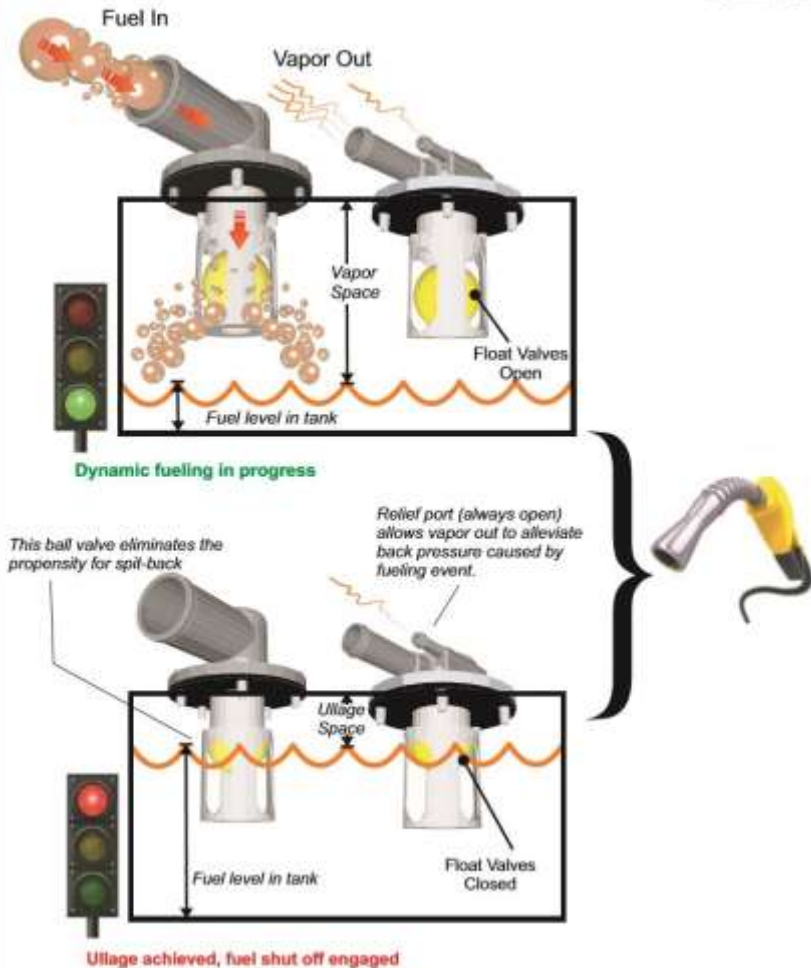 Fuel In
Vapor Out
Vapor
Space
Float Valves
Open
Fuel level in tank
Dynamic fueling in progress
This ball valve eliminates the
propensity for spil-back
Relief port (always open)
allows vapor out to alleviate
back pressure caused by
fueling event.
Ullage
Space
Fuel level in tank
Float Valves
Closed
Ullage achieved, fuel shut off engaged